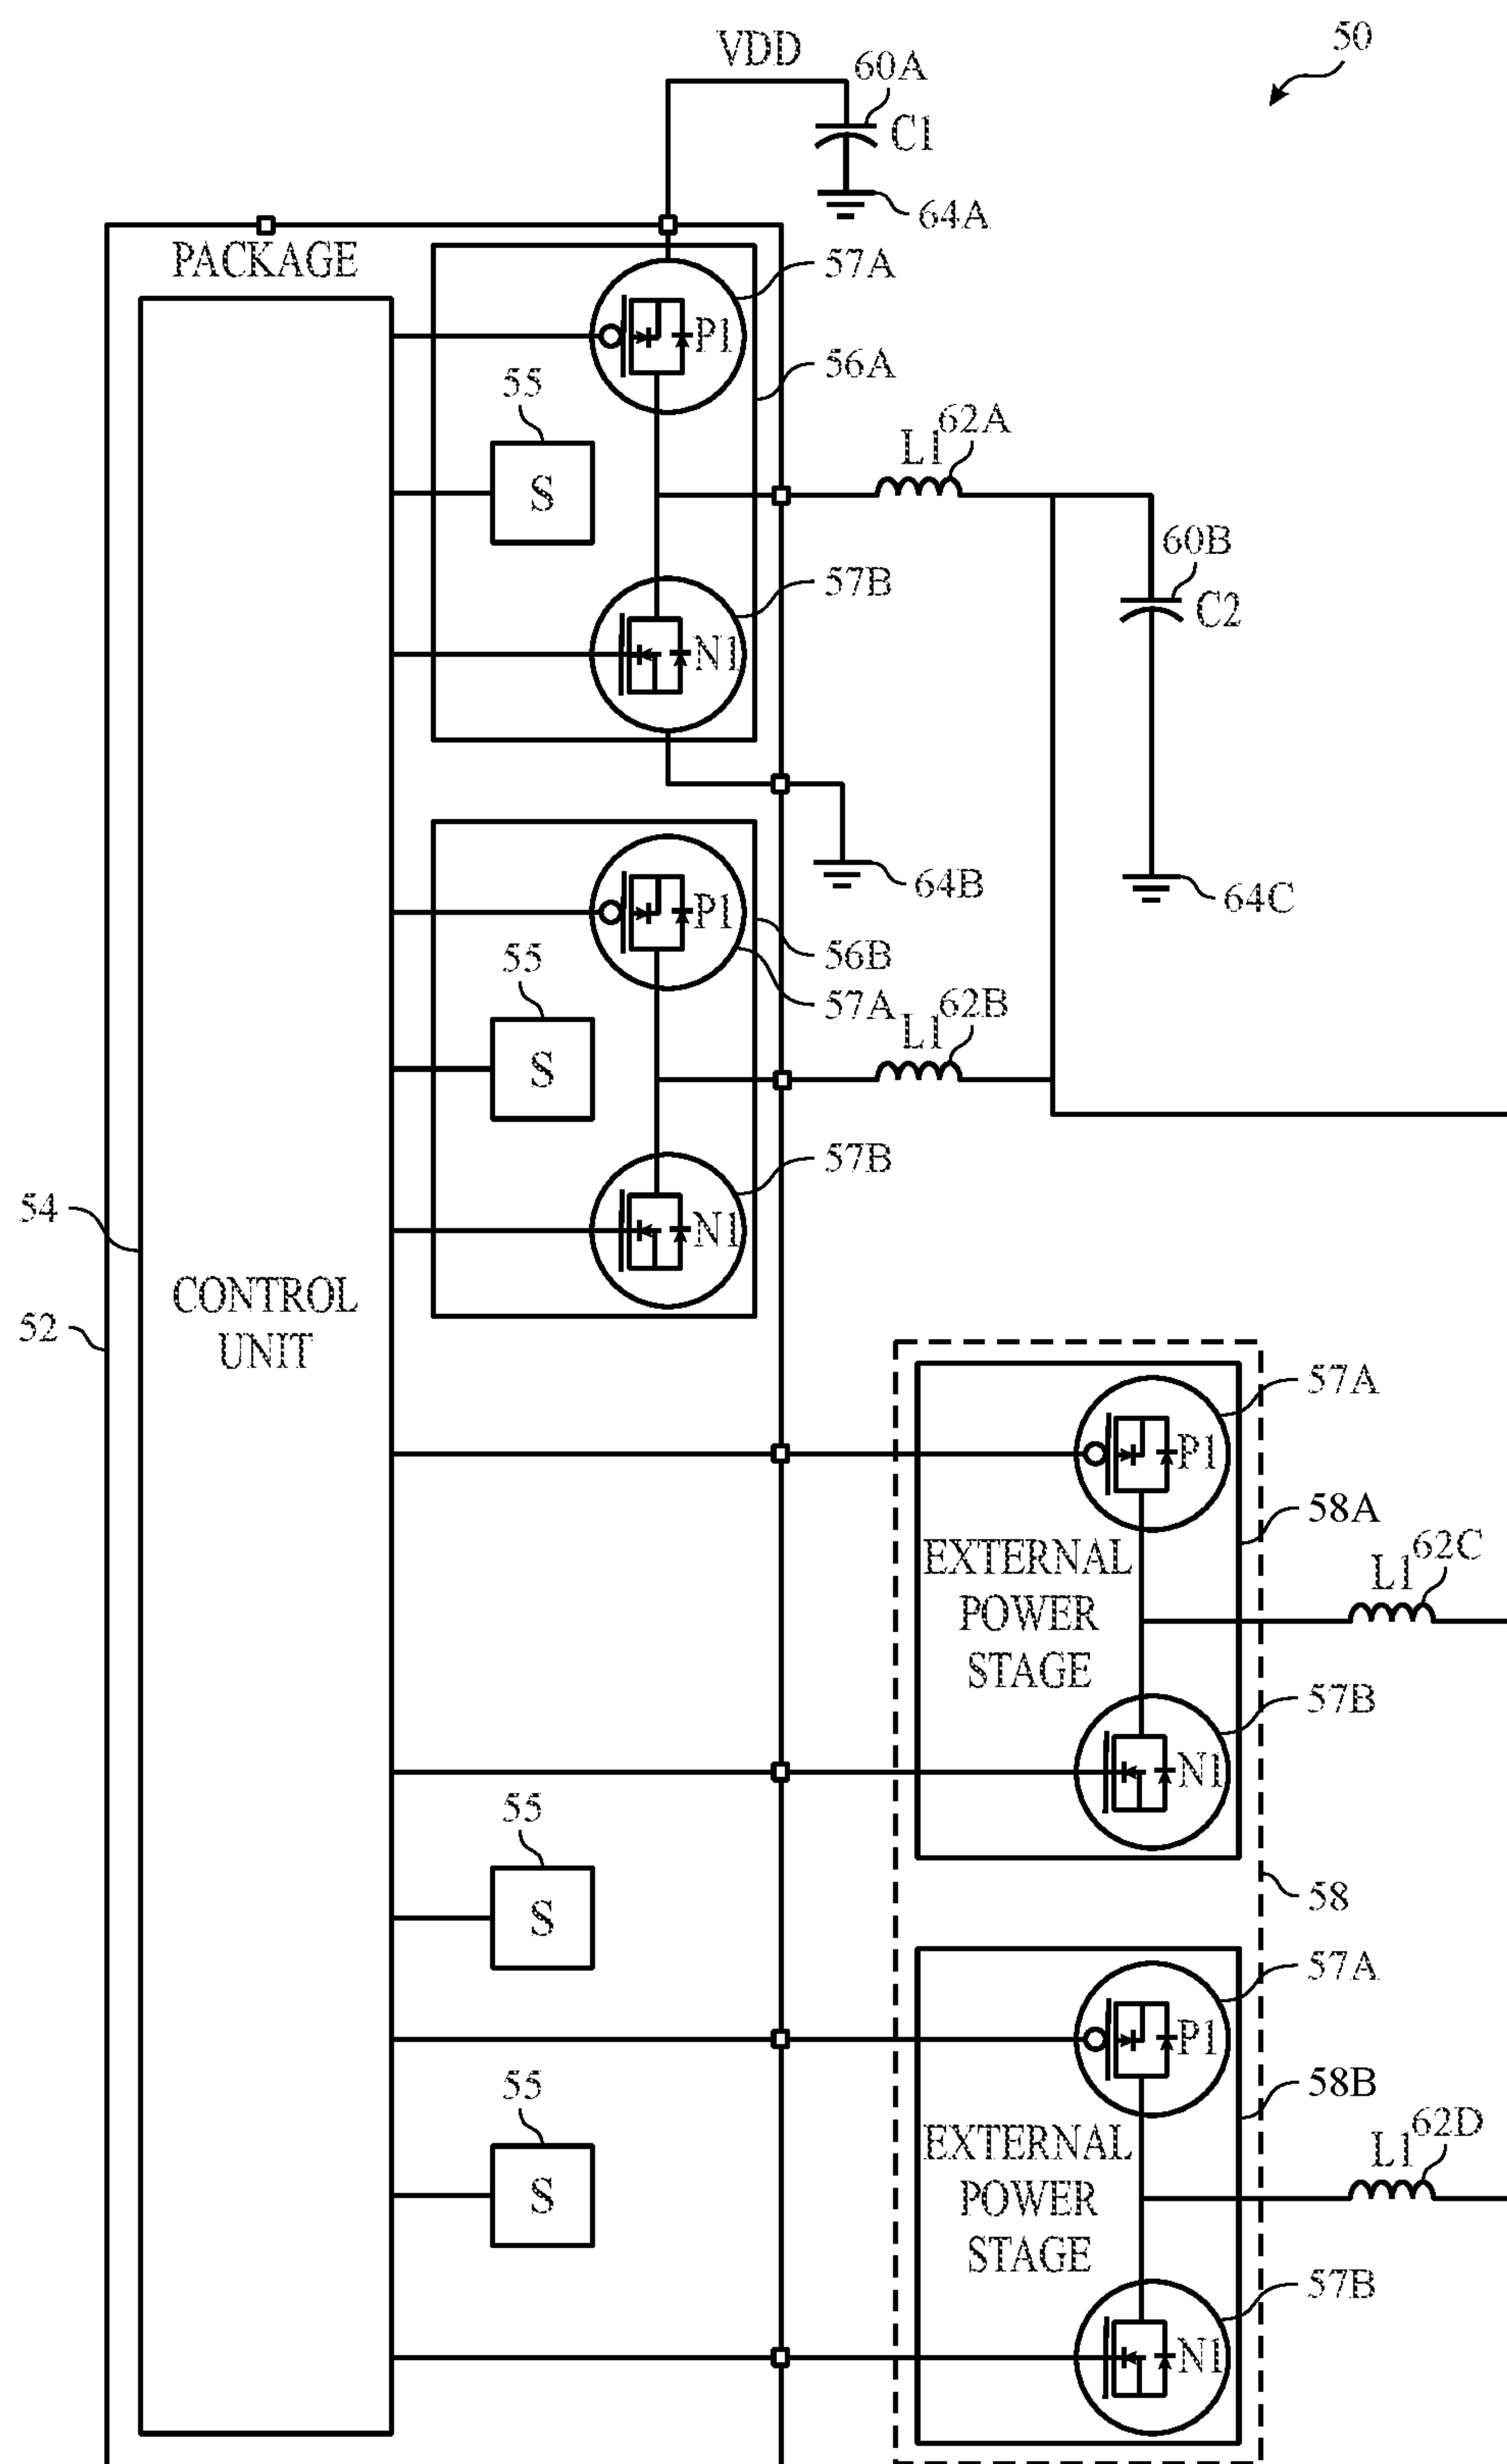 50
VDD
60A
C1
64A
PACKAGE
57A
P1
56A
55
S
L1
62A
60B
C2
57B
N1
64B
64C
P1
56B
57A
55
S
L1
62B
57B
N1
54
CONTROL
UNIT
52
57A
P1
58A
EXTERNAL
POWER
STAGE
L1
62C
57B
N1
55
S
58
57A
P1
58B
55
S
EXTERNAL
POWER
STAGE
L1
62D
57B
N1